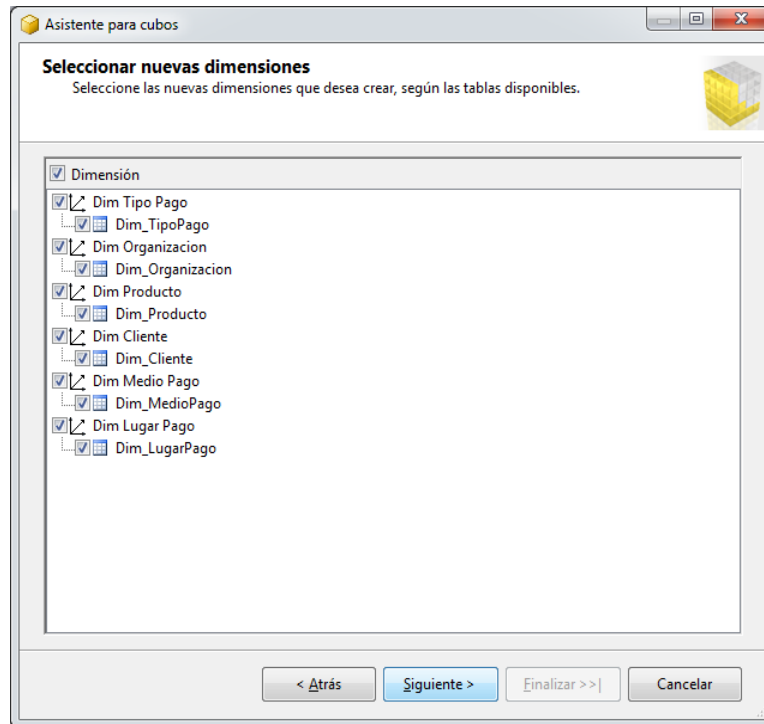 Asistente para cubos
Seleccionar nuevas dimensiones
Seleccione las nuevas dimensiones que desea crear, según las tablas disponibles.
Dimensión
Dim Tipo Pago
Dim_TipoPago
Dim Organizacion
Dim_Organizacion
Dim Producto
Dim_Producto
Dim Cliente
Dim_Cliente
Dim Medio Pago
Dim_MedioPago
Dim Lugar Pago
Dim_LugarPago
< Atrás Siguiente > Finalizar >>| Cancelar